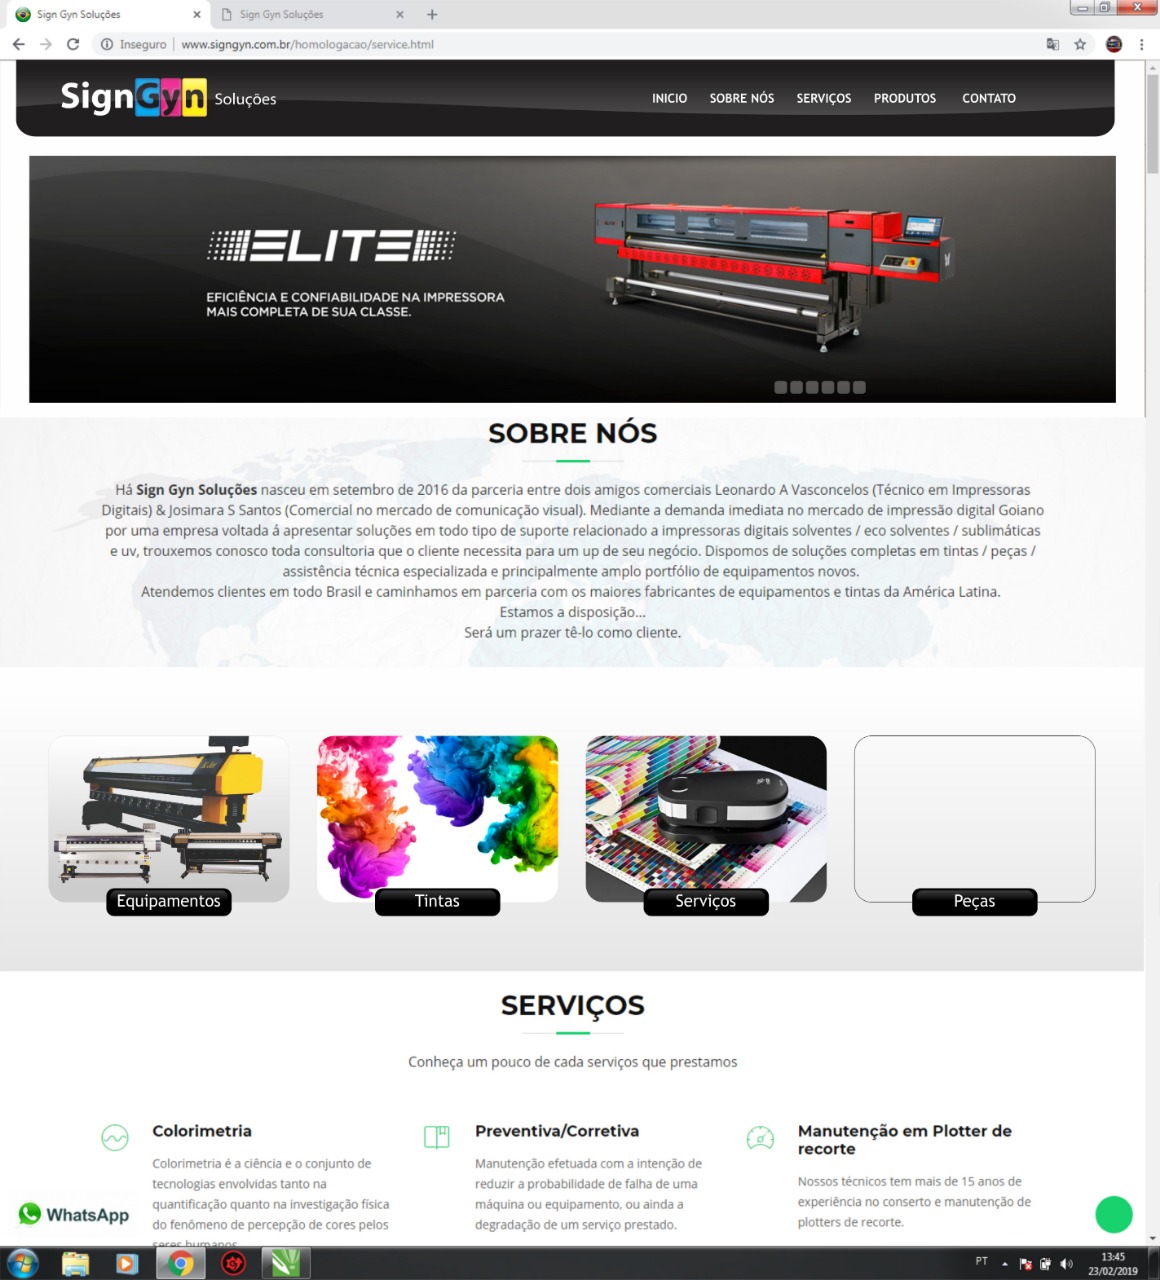 Sign Gyn Soluções
Sign Gyn Soluções
Inseguro | www.signgyn.com.br/homologacao/service.html
SignGyn Soluções
INICIO SOBRE NÓS SERVIÇOS PRODUTOS CONTATO
ELITE
EFICIÊNCIA E CONFIABILIDADE NA IMPRESSORA
MAIS COMPLETA DE SUA CLASSE.
SOBRE NÓS
Há Sign Gyn Soluções nasceu em setembro de 2016 da parceria entre dois amigos comerciais Leonardo A Vasconcelos (Técnico em Impressoras
Digitais) & Josimara S Santos (Comercial no mercado de comunicação visual). Mediante a demanda imediata no mercado de impressão digital Goiano
por uma empresa voltada á apresentar soluções em todo tipo de suporte relacionado a impressoras digitais solventes / eco solventes / sublimáticas
e uv, trouxemos conosco toda consultoria que o cliente necessita para um up de seu negócio. Dispomos de soluções completas em tintas / peças /
assistência técnica especializada e principalmente amplo portfólio de equipamentos novos.
Atendemos clientes em todo Brasil e caminhamos em parceria com os maiores fabricantes de equipamentos e tintas da América Latina.
Estamos a disposição...
Será um prazer tê-lo como cliente.
Equipamentos
Tintas
Serviços
Peças
SERVIÇOS
Conheça um pouco de cada serviços que prestamos
Colorimetria
Colorimetria é a ciência e o conjunto de
tecnologias envolvidas tanto na
quantificação quanto na investigação física
do fenômeno de percepção de cores pelos
seres humanos
Preventiva/Corretiva
Manutenção efetuada com a intenção de
reduzir a probabilidade de falha de uma
máquina ou equipamento, ou ainda a
degradação de um serviço prestado.
Manutenção em Plotter de
recorte
Nossos técnicos tem mais de 15 anos de
experiência no conserto e manutenção de
plotters de recorte.
WhatsApp
PT
13:45
23/02/2019